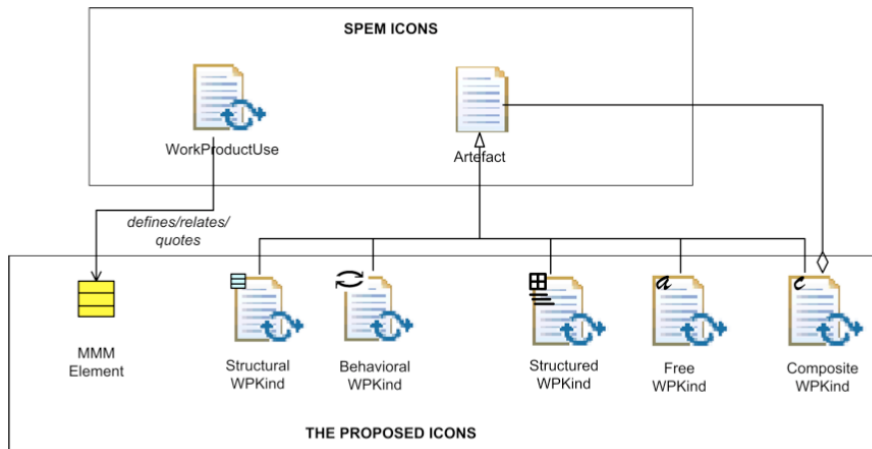 SPEM ICONS
WorkProductUse
Artefact
defines/relates/
quotes
MMM
Element
Structural
WPKind
Behavioral
WPKind
Structured
WPKind
Free
WPKind
Composite
WPKind
a
c
THE PROPOSED ICONS